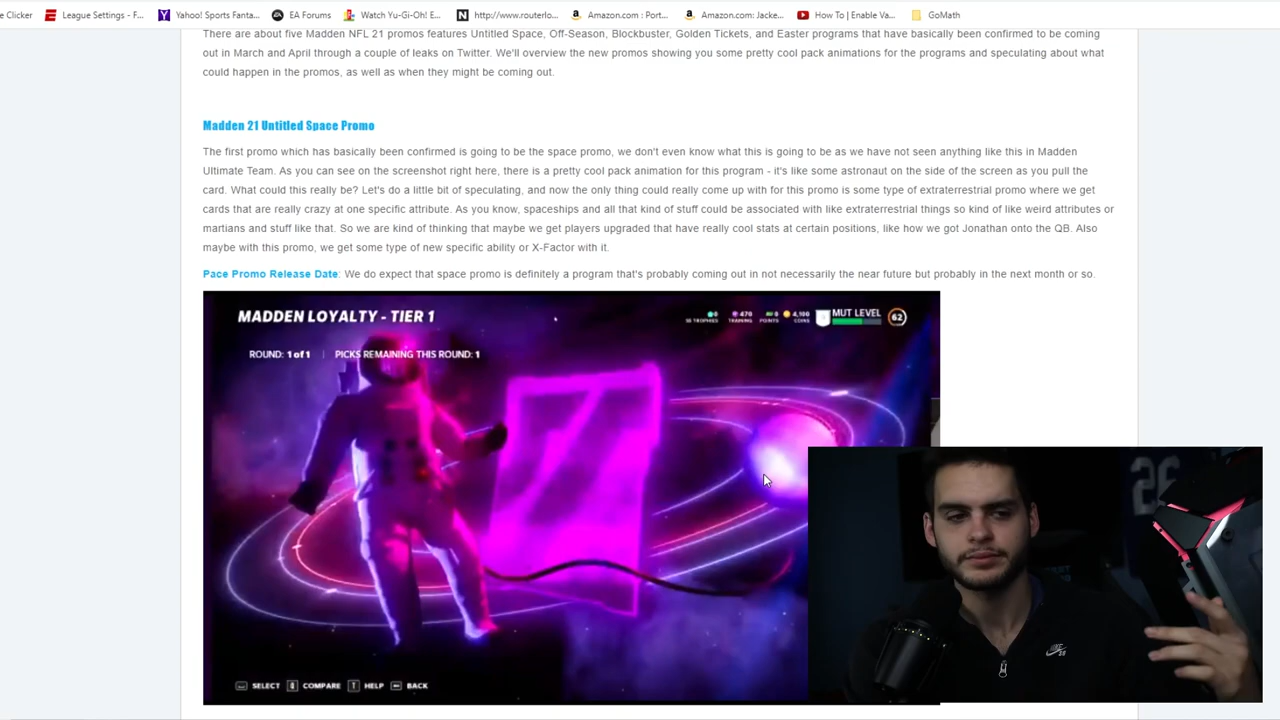 e Clicker League Settings - F... Yahoo! Sports Fanta... EA Forums Watch Yu-Gi-Oh! E... http://www.routerlo... Amazon.com : Port... Amazon.com: Jacke... How To | Enable Va... GoMath
There are about five Madden NFL 21 promos features Untitled Space, Off-Season, Blockbuster, Golden Tickets, and Easter programs that have basically been confirmed to be coming
out in March and April through a couple of leaks on Twitter. We'll overview the new promos showing you some pretty cool pack animations for the programs and speculating about what
could happen in the promos, as well as when they might be coming out.
Madden 21 Untitled Space Promo
The first promo which has basically been confirmed is going to be the space promo, we don't even know what this is going to be as we have not seen anything like this in Madden
Ultimate Team. As you can see on the screenshot right here, there is a pretty cool pack animation for this program - it's like some astronaut on the side of the screen as you pull the
card. What could this really be? Let's do a little bit of speculating, and now the only thing could really come up with for this promo is some type of extraterrestrial promo where we get
cards that are really crazy at one specific attribute. As you know, spaceships and all that kind of stuff could be associated with like extraterrestrial things so kind of like weird attributes or
martians and stuff like that. So we are kind of thinking that maybe we get players upgraded that have really cool stats at certain positions, like how we got Jonathan onto the QB. Also
maybe with this promo, we get some type of new specific ability or X-Factor with it.
Pace Promo Release Date: We do expect that space promo is definitely a program that's probably coming out in not necessarily the near future but probably in the next month or so.
MADDEN LOYALTY - TIER 1
0 470 0 4,100 MUT LEVEL 62
TROPHIES TRAINING POINTS COINS
ROUND: 1 of 1 | PICKS REMAINING THIS ROUND: 1
26
SELECT COMPARE T HELP BACK